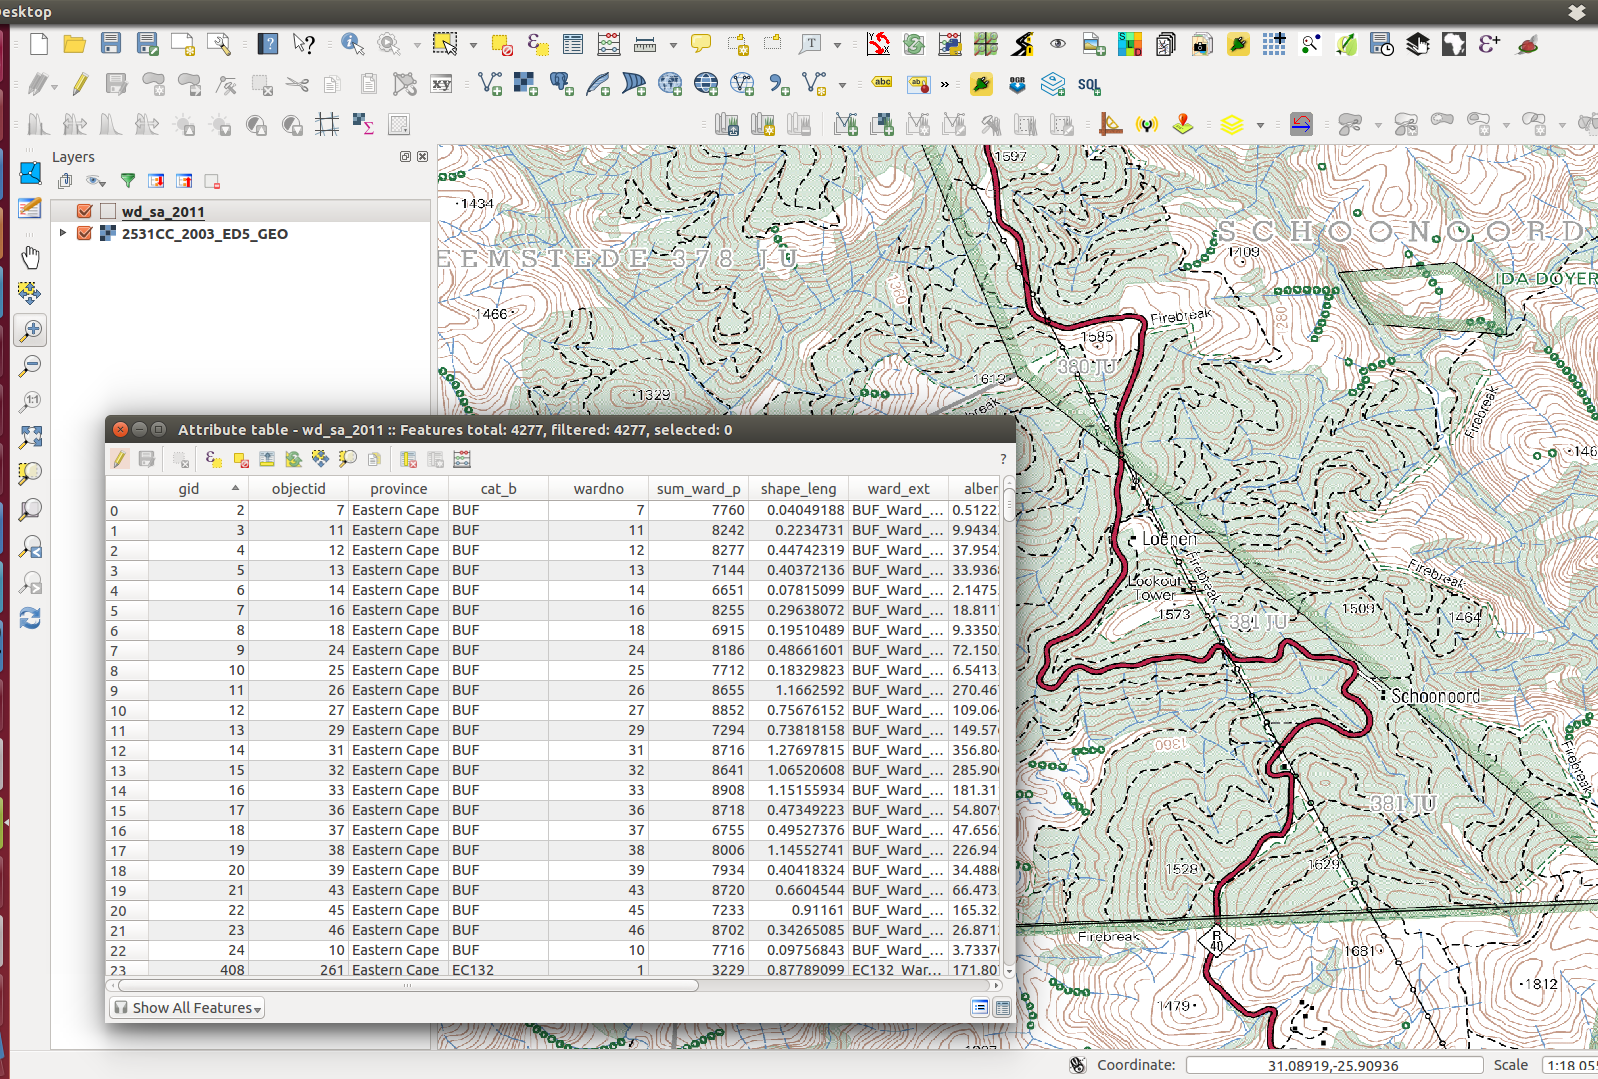 esktop
Layers
wd_sa_2011
2531CC_2003_ED5_GEO
abc
SQL
Attribute table - wd_sa_2011 :: Features total: 4277, filtered: 4277, selected: 0
?
gid objectid province cat_b wardno sum_ward_p shape_leng ward_ext alber
0 2 7 Eastern Cape BUF 7 7760 0.04049188 BUF_Ward_... 0.5122
1 3 11 Eastern Cape BUF 11 8242 0.2234731 BUF_Ward_... 9.9434
2 4 12 Eastern Cape BUF 12 8277 0.44742319 BUF_Ward_... 37.954
3 5 13 Eastern Cape BUF 13 7144 0.40372136 BUF_Ward_... 33.936
4 6 14 Eastern Cape BUF 14 6651 0.07815099 BUF_Ward_... 2.1475
5 7 16 Eastern Cape BUF 16 8255 0.29638072 BUF_Ward_... 18.811
6 8 18 Eastern Cape BUF 18 6915 0.19510489 BUF_Ward_... 9.3350
7 9 24 Eastern Cape BUF 24 8186 0.48661601 BUF_Ward_... 72.150
8 10 25 Eastern Cape BUF 25 7712 0.18329823 BUF_Ward_... 6.5413
9 11 26 Eastern Cape BUF 26 8655 1.1662592 BUF_Ward_... 270.46
10 12 27 Eastern Cape BUF 27 8852 0.75676152 BUF_Ward_... 109.06
11 13 29 Eastern Cape BUF 29 7294 0.73818158 BUF_Ward_... 149.57
12 14 31 Eastern Cape BUF 31 8716 1.27697815 BUF_Ward_... 356.80
13 15 32 Eastern Cape BUF 32 8641 1.06520608 BUF_Ward_... 285.90
14 16 33 Eastern Cape BUF 33 8908 1.15155934 BUF_Ward_... 181.31
15 17 36 Eastern Cape BUF 36 8718 0.47349223 BUF_Ward_... 54.807
16 18 37 Eastern Cape BUF 37 6755 0.49527376 BUF_Ward_... 47.656
17 19 38 Eastern Cape BUF 38 8006 1.14552741 BUF_Ward_... 226.94
18 20 39 Eastern Cape BUF 39 7934 0.40418324 BUF_Ward_... 34.488
19 21 43 Eastern Cape BUF 43 8720 0.6604544 BUF_Ward_... 66.473
20 22 45 Eastern Cape BUF 45 7233 0.91161 BUF_Ward_... 165.32
21 23 46 Eastern Cape BUF 46 8702 0.34265085 BUF_Ward_... 26.871
22 24 10 Eastern Cape BUF 10 7716 0.09756843 BUF_Ward_... 3.7337
23 408 261 Eastern Cape EC132 1 3229 0.87789099 EC132_War... 171.80
Show All Features
1597
1434
SCHOONOORD
EEMSTEDE 378 JU
1409
IDA DOYER
1466
Firebreak
1280
1320
1585
380 JU
1613
1329
Firebreak
146
Loenen
Firebreak
Firebreak
Lookout
Tower
1573
1509
1464
381 JU
Schoonoord
1360
Firebreak
381 JU
1528
1629
Firebreak
R
40
1681
1812
1479
Coordinate: 31.08919,-25.90936 Scale 1:18 05